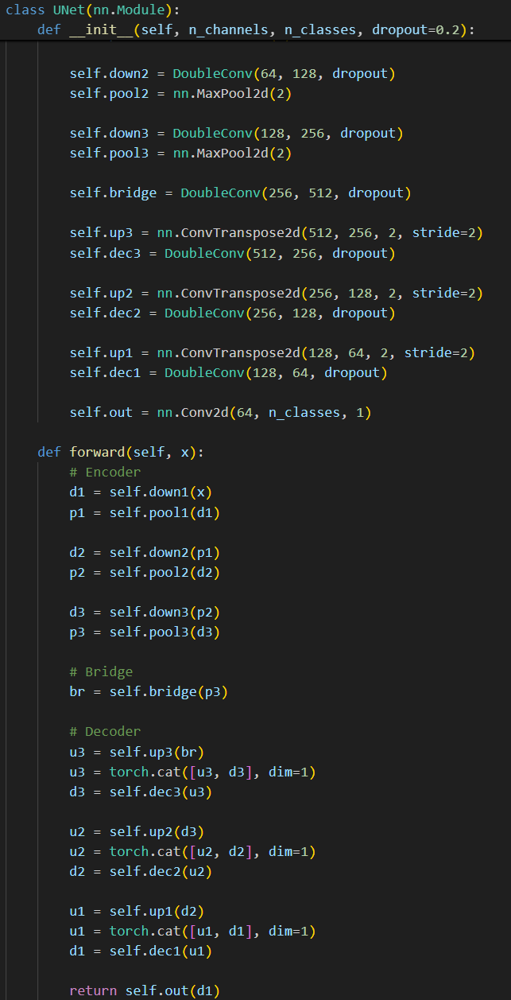 class UNet(nn.Module):
    def __init__(self, n_channels, n_classes, dropout=0.2):
        self.down2 = DoubleConv(64, 128, dropout)
        self.pool2 = nn.MaxPool2d(2)
        self.down3 = DoubleConv(128, 256, dropout)
        self.pool3 = nn.MaxPool2d(2)
        self.bridge = DoubleConv(256, 512, dropout)
        self.up3 = nn.ConvTranspose2d(512, 256, 2, stride=2)
        self.dec3 = DoubleConv(512, 256, dropout)
        self.up2 = nn.ConvTranspose2d(256, 128, 2, stride=2)
        self.dec2 = DoubleConv(256, 128, dropout)
        self.up1 = nn.ConvTranspose2d(128, 64, 2, stride=2)
        self.dec1 = DoubleConv(128, 64, dropout)
        self.out = nn.Conv2d(64, n_classes, 1)
    def forward(self, x):
        # Encoder
        d1 = self.down1(x)
        p1 = self.pool1(d1)
        d2 = self.down2(p1)
        p2 = self.pool2(d2)
        d3 = self.down3(p2)
        p3 = self.pool3(d3)
        # Bridge
        br = self.bridge(p3)
        # Decoder
        u3 = self.up3(br)
        u3 = torch.cat([u3, d3], dim=1)
        d3 = self.dec3(u3)
        u2 = self.up2(d3)
        u2 = torch.cat([u2, d2], dim=1)
        d2 = self.dec2(u2)
        u1 = self.up1(d2)
        u1 = torch.cat([u1, d1], dim=1)
        d1 = self.dec1(u1)
        return self.out(d1)